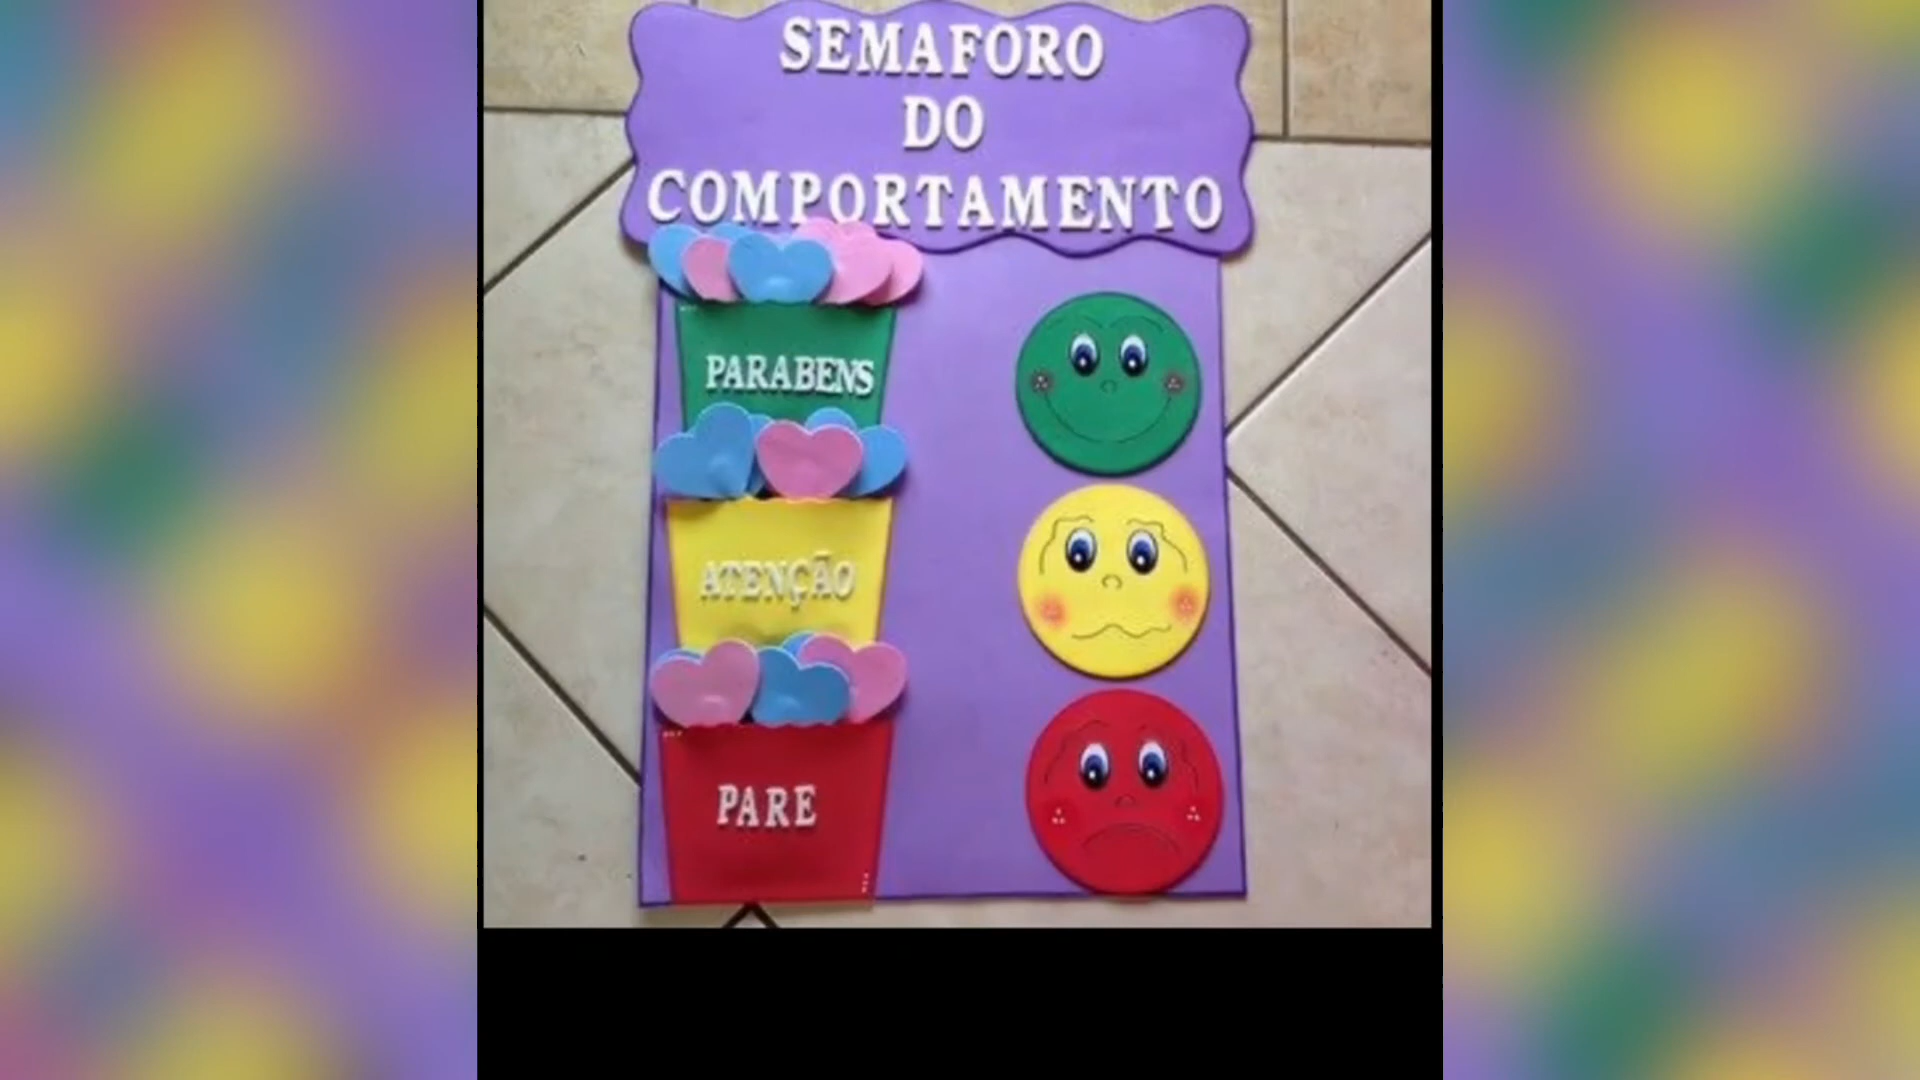 SEMAFORO
DO
COMPORTAMENTO
PARABENS
ATENÇÃO
PARE